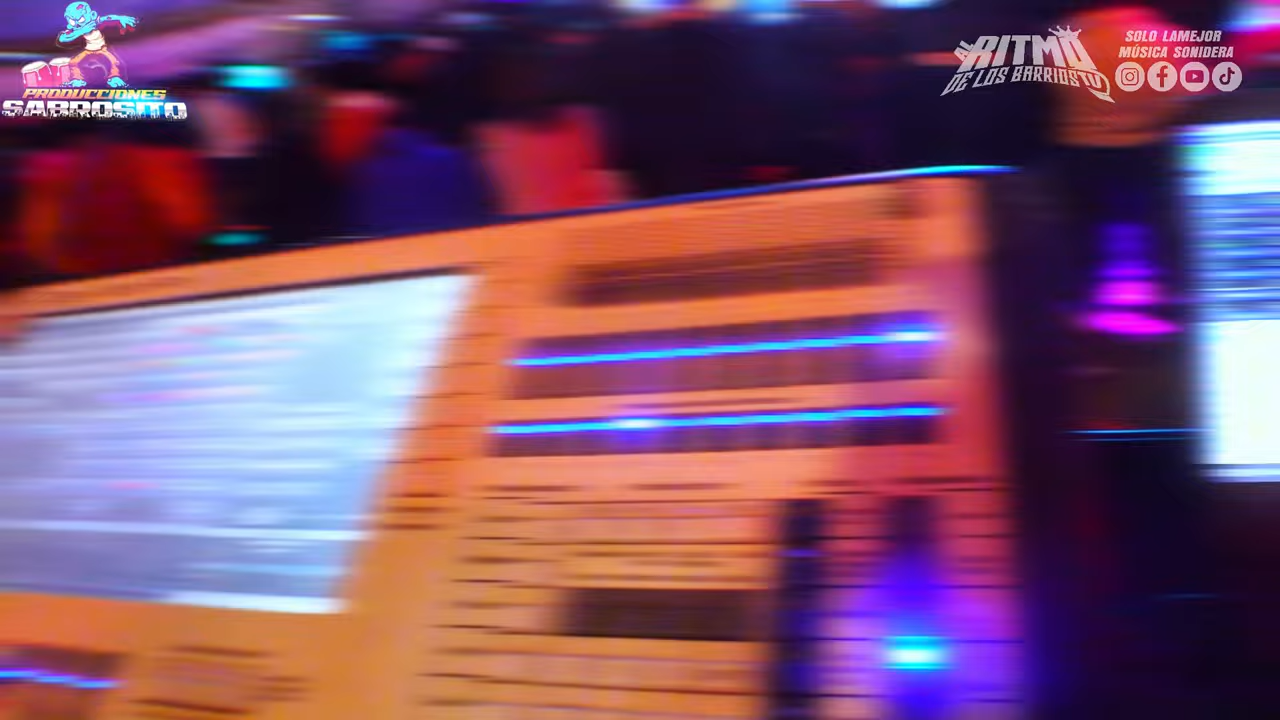 PRODUCCIONES
SABROSITO
RITMO
DE LOS BARRIOS TV
SOLO LAMEJOR
MÚSICA SONIDERA